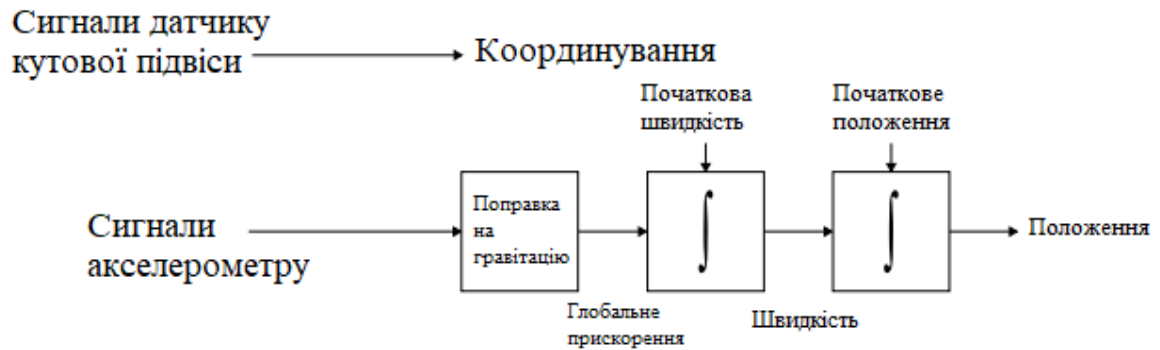 Сигнали датчику
кутової підвіси
Координування
Початкова
швидкість
Початкове
положення
Сигнали
акселерометру
Поправка
на
гравітацію
∫
∫
Положення
Глобальне
прискорення
Швидкість